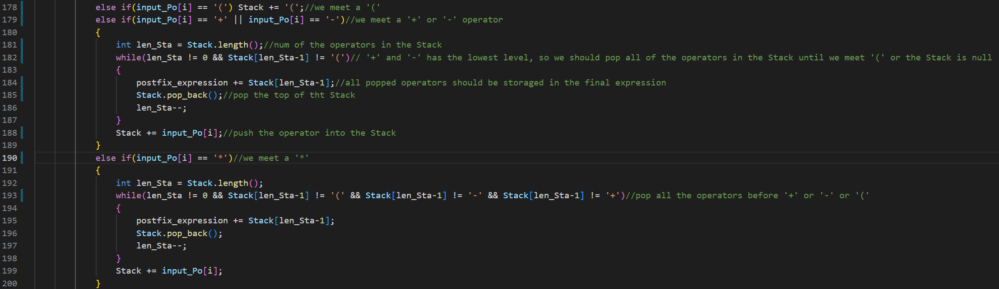 178 else if(input_Po[i] == '(') Stack += '(';//we meet a '('
179 else if(input_Po[i] == '+' || input_Po[i] == '-')//we meet a '+' or '-' operator
180 {
181 int len_Sta = Stack.length();//num of the operators in the Stack
182 while(len_Sta != 0 && Stack[len_Sta-1] != '(')// '+' and '-' has the lowest level, so we should pop all of the operators in the Stack until we meet '(' or the Stack is null
183 {
184 postfix_expression += Stack[len_Sta-1];//all popped operators should be storaged in the final expression
185 Stack.pop_back();//pop the top of tht Stack
186 len_Sta--;
187 }
188 Stack += input_Po[i];//push the operator into the Stack
189 }
190 else if(input_Po[i] == '*')//we meet a '*'
191 {
192 int len_Sta = Stack.length();
193 while(len_Sta != 0 && Stack[len_Sta-1] != '(' && Stack[len_Sta-1] != '-' && Stack[len_Sta-1] != '+')//pop all the operators before '+' or '-' or '('
194 {
195 postfix_expression += Stack[len_Sta-1];
196 Stack.pop_back();
197 len_Sta--;
198 }
199 Stack += input_Po[i];
200 }